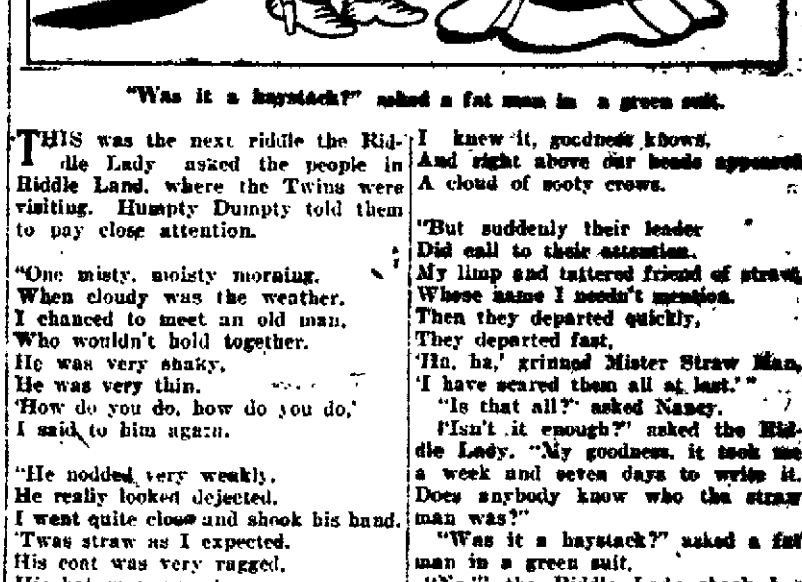 "Was it a haystack?" asked a fat man in a green suit.
THIS was the next riddle the Rid-
dle Lady asked the people in
Riddle Land, where the Twins were
visiting. Humpty Dumpty told them
to pay close attention.
"One misty, moisty morning,
When cloudy was the weather,
I chanced to meet an old man,
Who wouldn't hold together.
He was very shaky,
He was very thin.
'How do you do, how do you do,'
I said to him again.
"He nodded very weakly,
He really looked dejected,
I went quite close and shook his hand,
'Twas straw as I expected.
His coat was very ragged,
I knew it, goodness knows,
And right above our heads appeared
A cloud of sooty crows.
"But suddenly their leader
Did call to their attention.
My limp and tattered friend of straw,
Whose name I needn't mention.
Then they departed quickly,
They departed fast,
'Ha, ha,' grinned Mister Straw Man,
'I have scared them all at last.'"
"Is that all?" asked Nancy.
"Isn't it enough?" asked the Rid-
dle Lady. "My goodness, it took me
a week and seven days to write it.
Does anybody know who the straw
man was?"
"Was it a haystack?" asked a fat
man in a green suit.